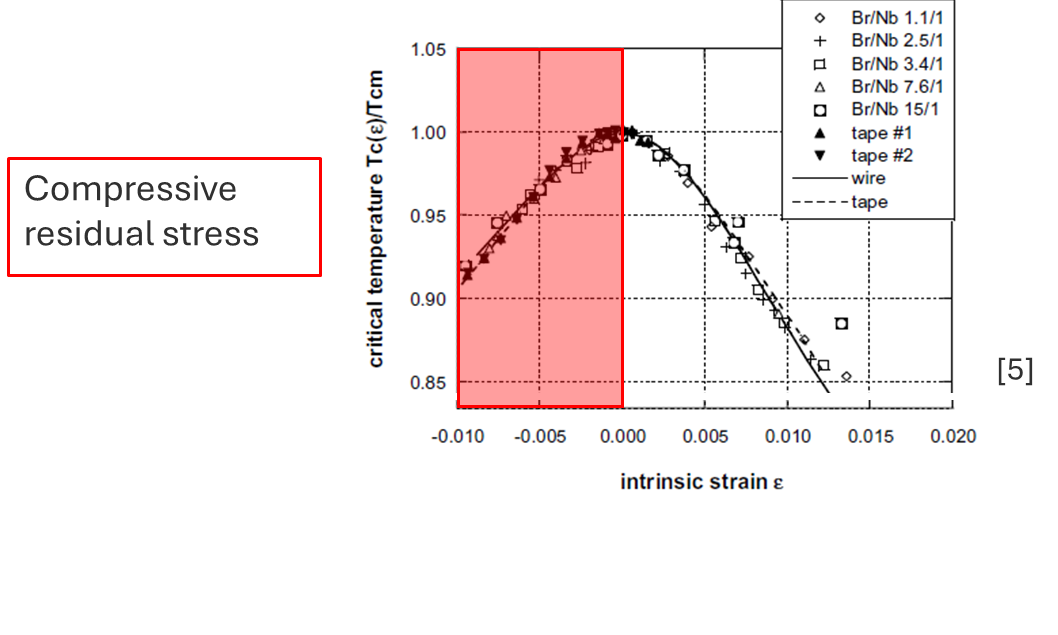 Compressive
residual stress
Br/Nb 1.1/1
Br/Nb 2.5/1
Br/Nb 3.4/1
Br/Nb 7.6/1
Br/Nb 15/1
tape #1
tape #2
wire
tape
critical temperature Tc(ε)/Tcm
1.05
1.00
0.95
0.90
0.85
-0.010 -0.005 0.000 0.005 0.010 0.015 0.020
intrinsic strain ε
[5]